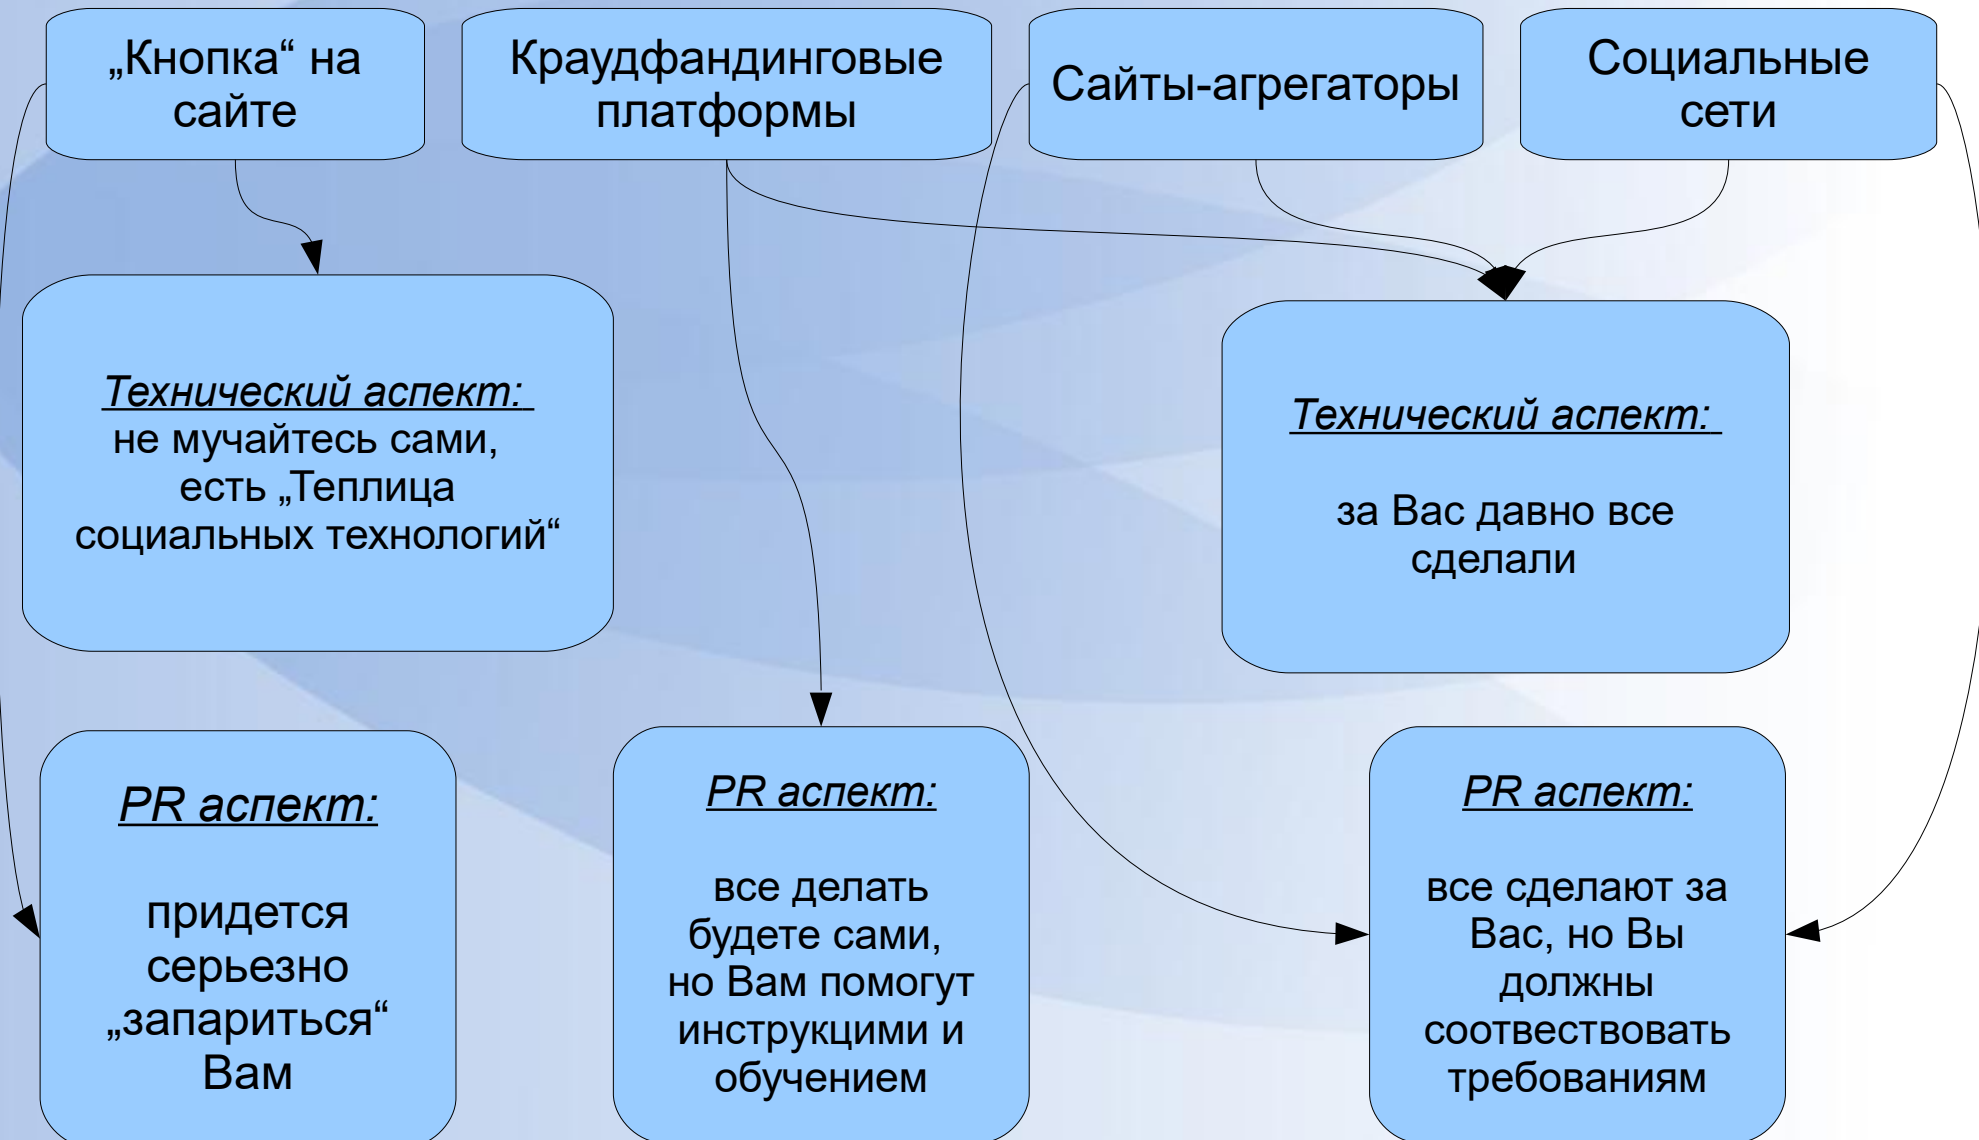 „Кнопка“ на
сайте
Краудфандинговые
платформы
Сайты-агрегаторы
Социальные
сети
Технический аспект:
не мучайтесь сами,
есть „Теплица
социальных технологий“
Технический аспект:
за Вас давно все
сделали
PR аспект:
придется
серьезно
„запариться“
Вам
PR аспект:
все делать
будете сами,
но Вам помогут
инструкцими и
обучением
PR аспект:
все сделают за
Вас, но Вы
должны
соотвествовать
требованиям